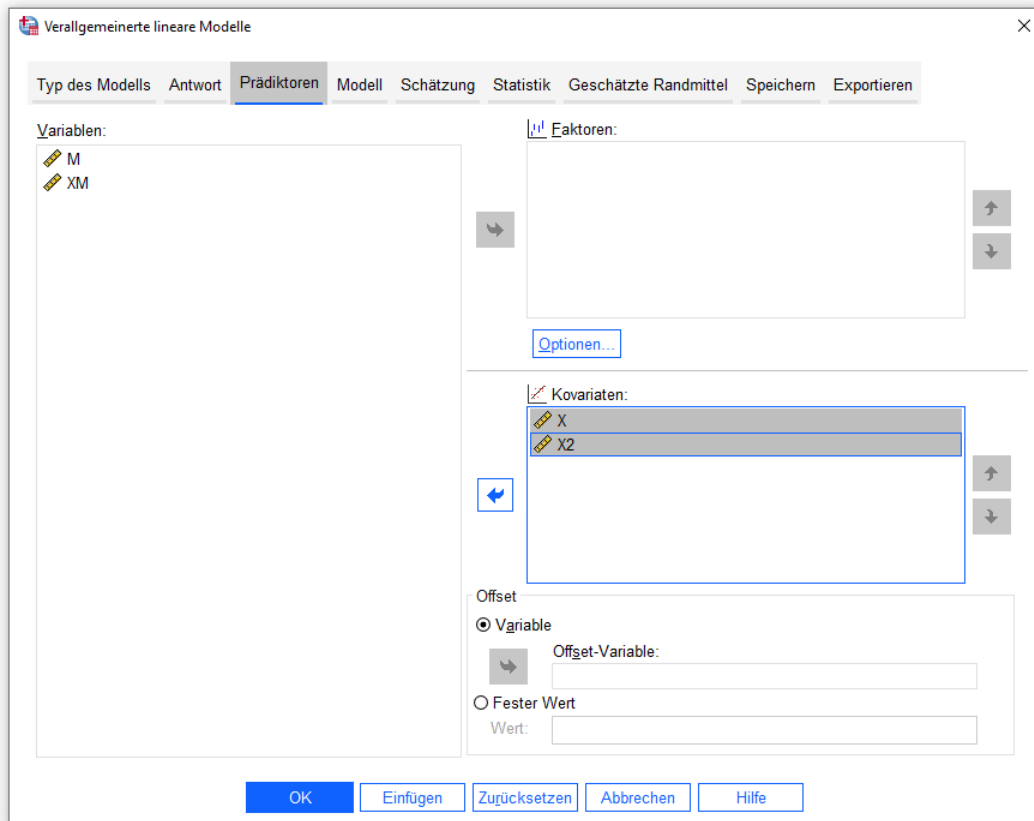 Verallgemeinerte lineare Modelle
Typ des Modells Antwort Prädiktoren Modell Schätzung Statistik Geschätzte Randmittel Speichern Exportieren
Variablen:
M
XM
Faktoren:
Optionen...
Kovariaten:
X
X2
Offset
Variable
Offset-Variable:
Fester Wert
Wert:
OK Einfügen Zurücksetzen Abbrechen Hilfe